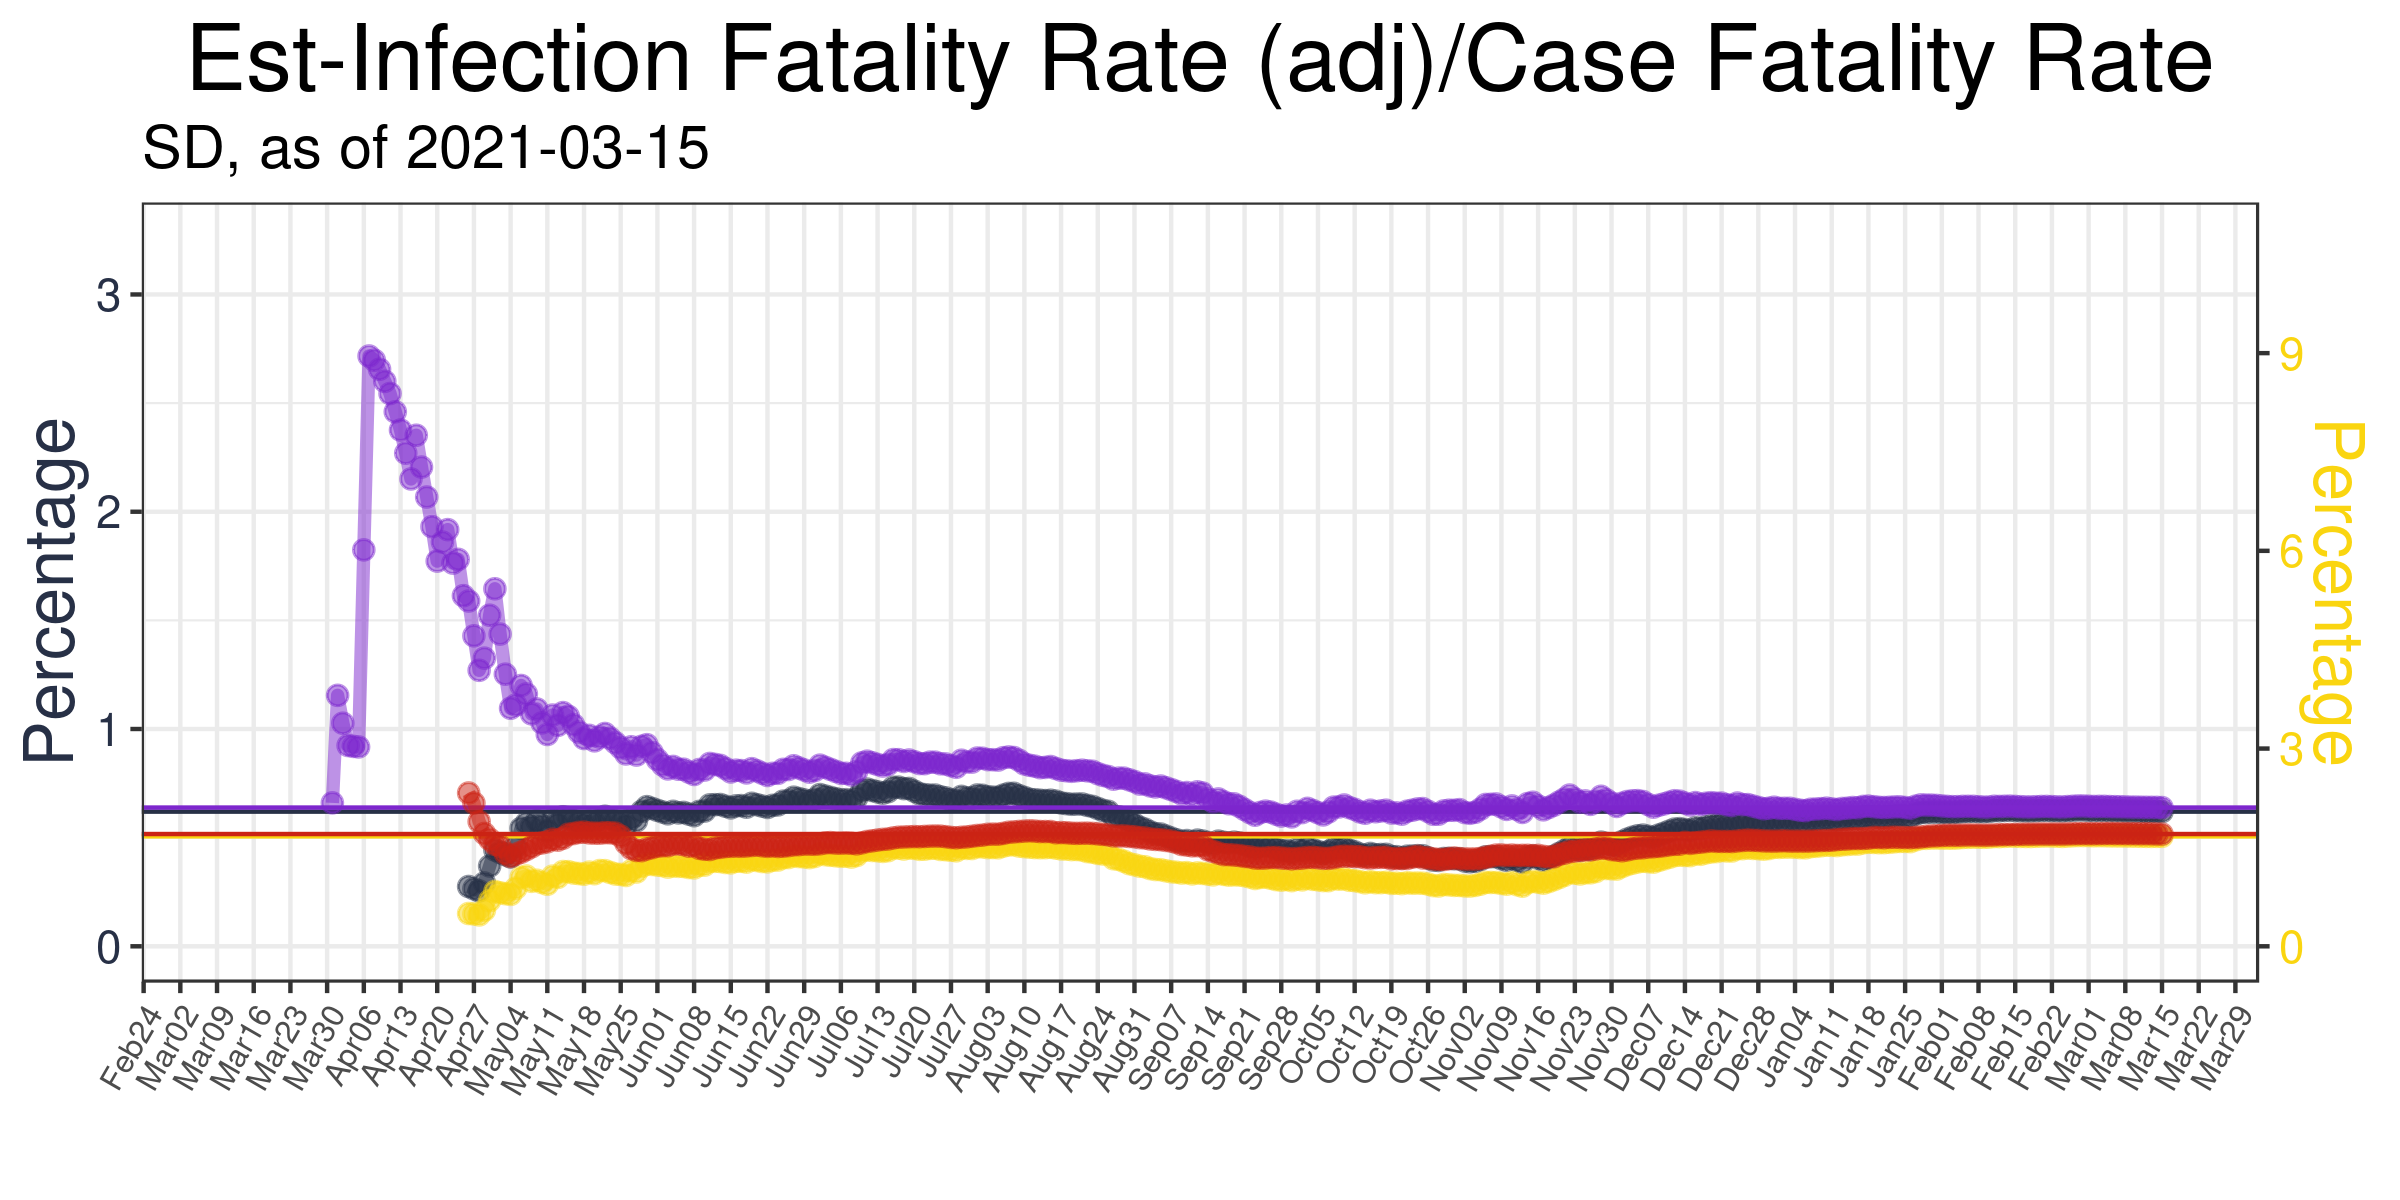 Est-Infection Fatality Rate (adj)/Case Fatality Rate
SD, as of 2021-03-15
Percentage
3
2
1
0
9
6
3
0
Percentage
Feb24
Mar02
Mar09
Mar16
Mar23
Mar30
Apr06
Apr13
Apr20
Apr27
May04
May11
May18
May25
Jun01
Jun08
Jun15
Jun22
Jun29
Jul06
Jul13
Jul20
Jul27
Aug03
Aug10
Aug17
Aug24
Aug31
Sep07
Sep14
Sep21
Sep28
Oct05
Oct12
Oct19
Oct26
Nov02
Nov09
Nov16
Nov23
Nov30
Dec07
Dec14
Dec21
Dec28
Jan04
Jan11
Jan18
Jan25
Feb01
Feb08
Feb15
Feb22
Mar01
Mar08
Mar15
Mar22
Mar29